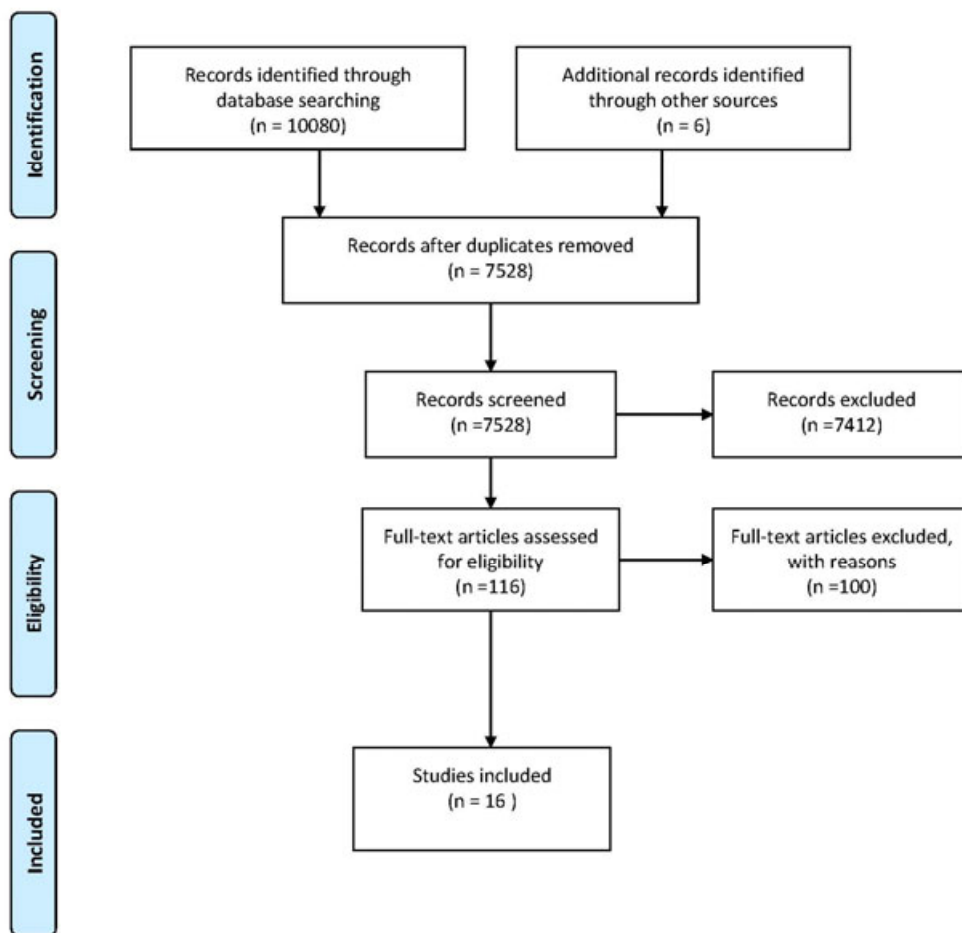 Identification
Records identified through
database searching
(n = 10080)
Additional records identified
through other sources
(n = 6)
Screening
Records after duplicates removed
(n = 7528)
Records screened
(n =7528)
Records excluded
(n =7412)
Eligibility
Full-text articles assessed
for eligibility
(n =116)
Full-text articles excluded,
with reasons
(n =100)
Included
Studies included
(n = 16 )